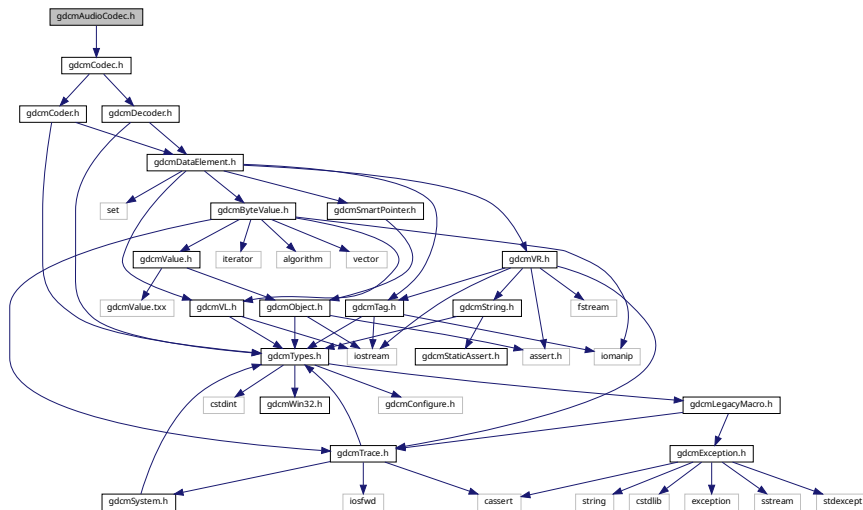 gdcmAudioCodec.h
gdcmCodec.h
gdcmCoder.h
gdcmDecoder.h
gdcmDataElement.h
set
gdcmByteValue.h
gdcmSmartPointer.h
gdcmValue.h
iterator
algorithm
vector
gdcmVR.h
gdcmValue.txx
gdcmVL.h
gdcmObject.h
gdcmTag.h
gdcmString.h
fstream
gdcmTypes.h
iostream
gdcmStaticAssert.h
assert.h
iomanip
cstdint
gdcmWin32.h
gdcmConfigure.h
gdcmLegacyMacro.h
gdcmTrace.h
gdcmException.h
gdcmSystem.h
iosfwd
cassert
string
cstdlib
exception
sstream
stdexcept